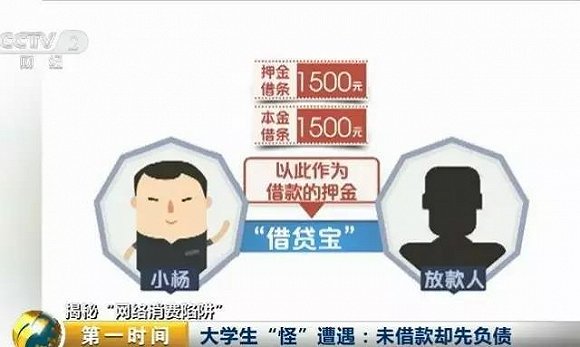 CCTV 2
财经
押金
借条
1500元
本金
借条
1500元
以此作为
借款的押金
“借贷宝”
小杨
放款人
揭秘“网络消费陷阱”
第一时间
大学生“怪”遭遇：未借款却先负债